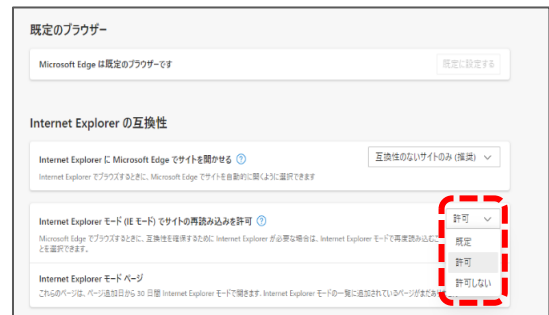 既定のブラウザー
Microsoft Edge は既定のブラウザーです
既定に設定する
Internet Explorer の互換性
Internet Explorer に Microsoft Edge でサイトを開かせる
互換性のないサイトのみ (推奨)
Internet Explorer でブラウズするときに、Microsoft Edge でサイトを自動的に開くように選択できます
Internet Explorer モード (IE モード) でサイトの再読み込みを許可
許可
Microsoft Edge でブラウズするときに、互換性を確保するために Internet Explorer が必要な場合は、Internet Explorer モードで再度読み込むこ
とを選択できます。
既定
許可
許可しない
Internet Explorer モード ページ
これらのページは、ページ追加日から 30 日間 Internet Explorer モードで開きます。Internet Explorer モードの一覧に追加されているページがまだあ